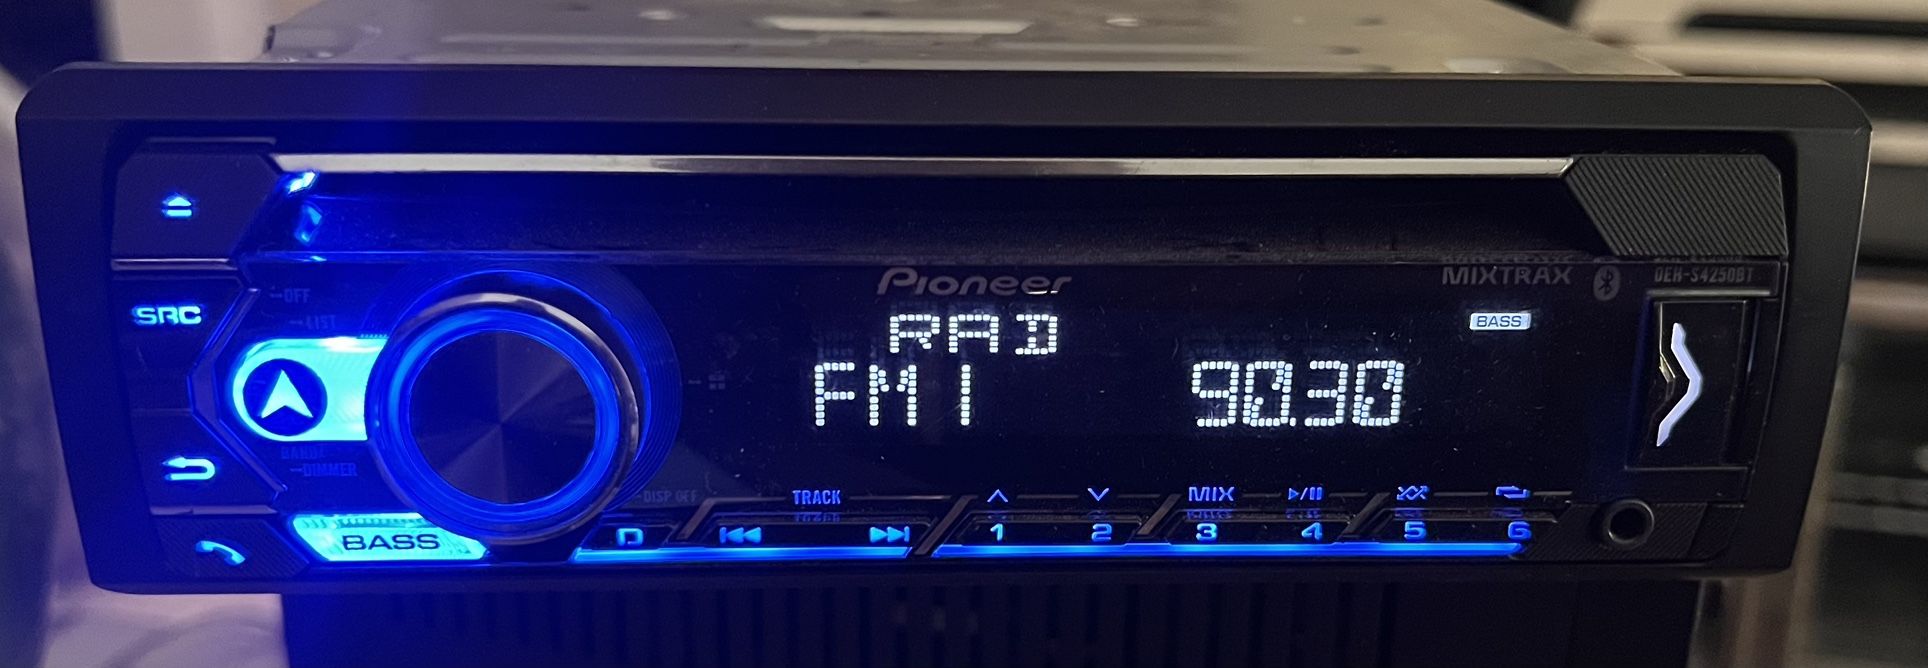 Pioneer
MIXTRAX
DEH-S4250BT
SRC
OFF
LIST
RAD
BASS
FM1 90.30
BAND/
DIMMER
DISP OFF
TRACK
MIX
BASS
D
1 2 3 4 5 6